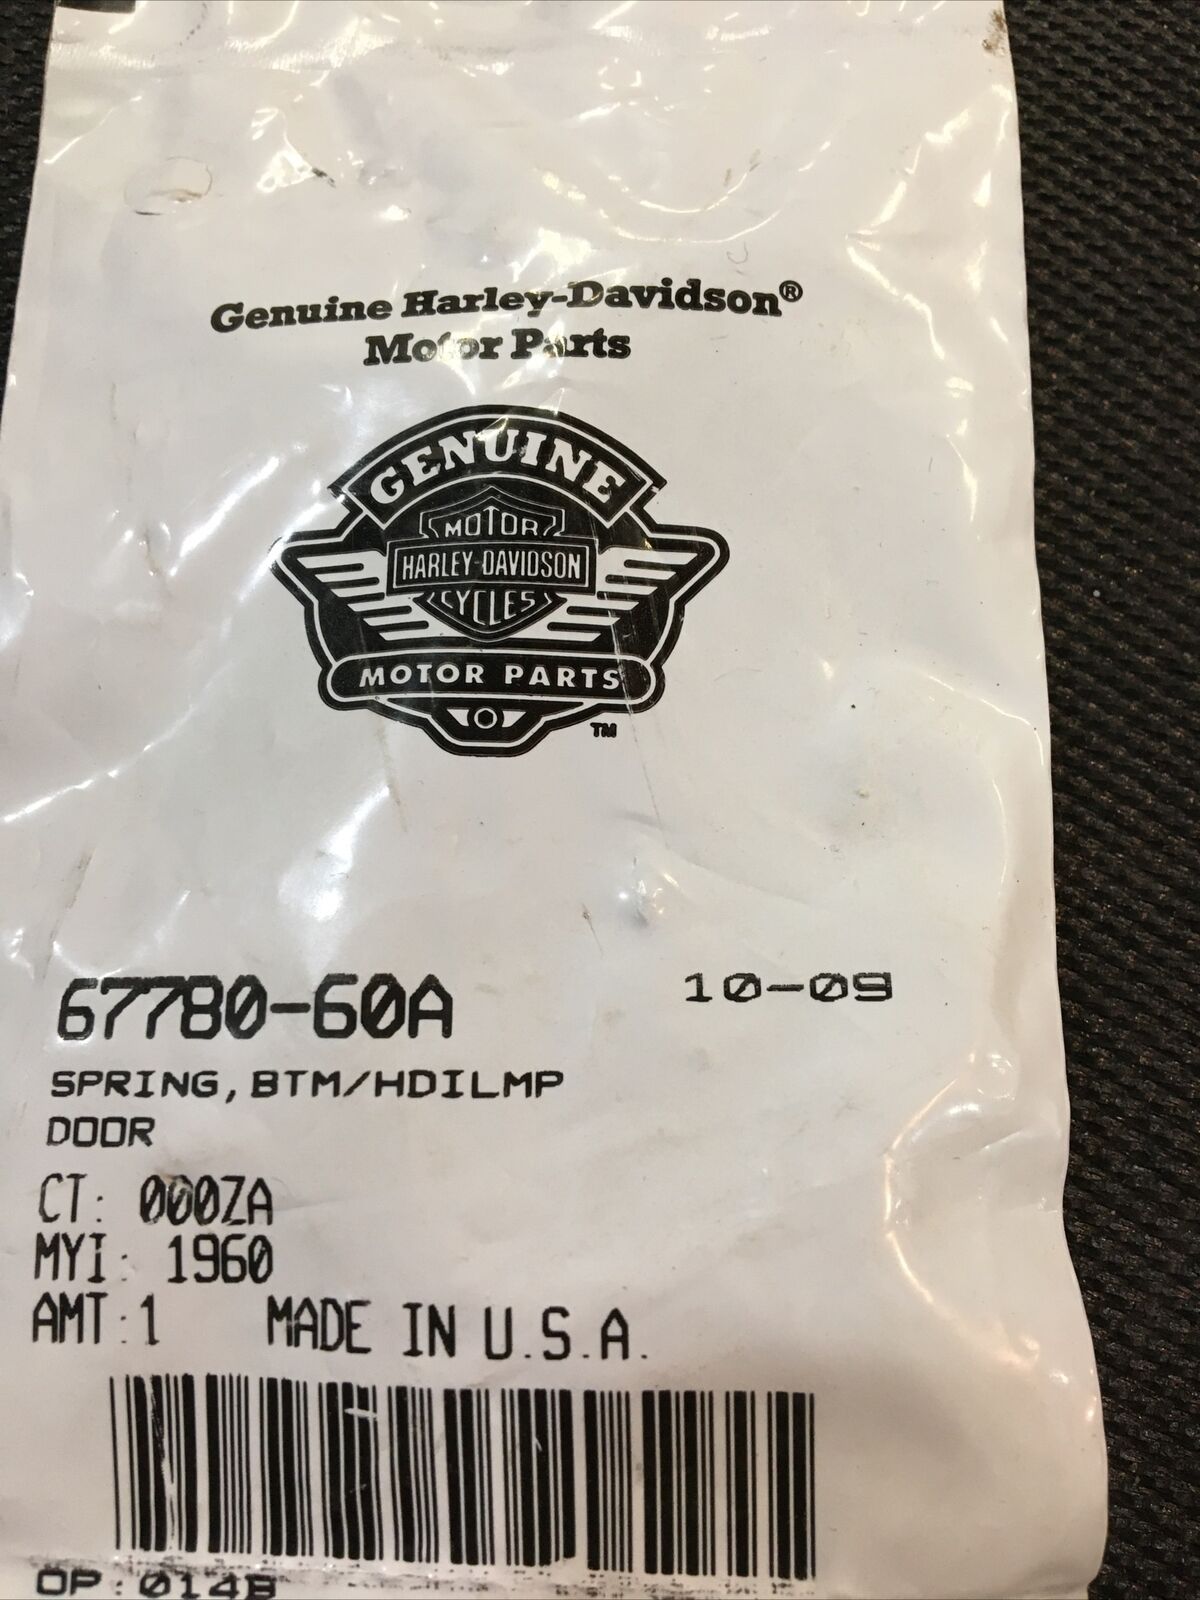 Genuine Harley-Davidson®
Motor Parts
GENUINE
MOTOR
HARLEY-DAVIDSON
CYCLES
MOTOR PARTS
TM
67780-60A
10-09
SPRING, BTM/HDILMP
DOOR
CT: 000ZA
MYI: 1960
AMT:1 MADE IN U.S.A.
OP:014B